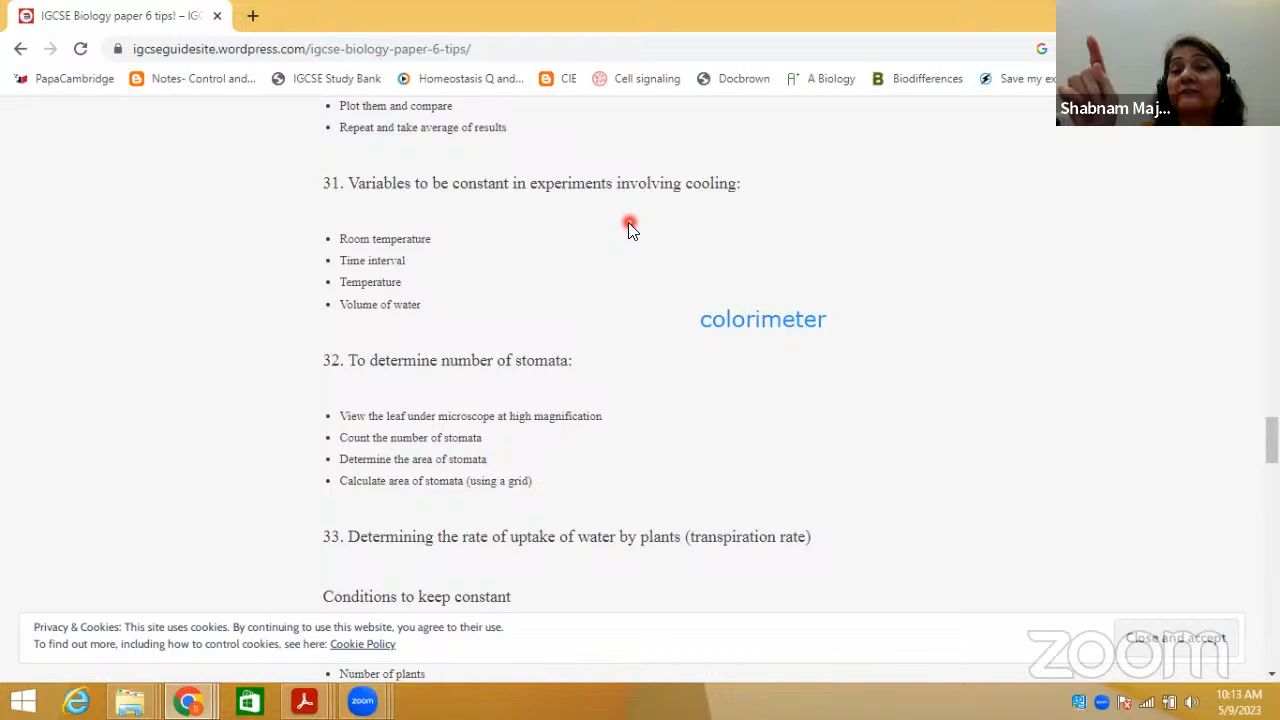 IGCSE Biology paper 6 tips! – IGC
igcseguidesite.wordpress.com/igcse-biology-paper-6-tips/
PapaCambridge
Notes- Control and...
IGCSE Study Bank
Homeostasis Q and...
CIE
Cell signaling
Docbrown
A Biology
Biodifferences
Save my ex
Shabnam Maj...
• Plot them and compare
• Repeat and take average of results
31. Variables to be constant in experiments involving cooling:
• Room temperature
• Time interval
• Temperature
• Volume of water
colorimeter
32. To determine number of stomata:
• View the leaf under microscope at high magnification
• Count the number of stomata
• Determine the area of stomata
• Calculate area of stomata (using a grid)
33. Determining the rate of uptake of water by plants (transpiration rate)
Conditions to keep constant
Privacy & Cookies: This site uses cookies. By continuing to use this website, you agree to their use.
To find out more, including how to control cookies, see here: Cookie Policy
Close and accept
• Number of plants
zoom
zoom
10:13 AM
5/9/2023